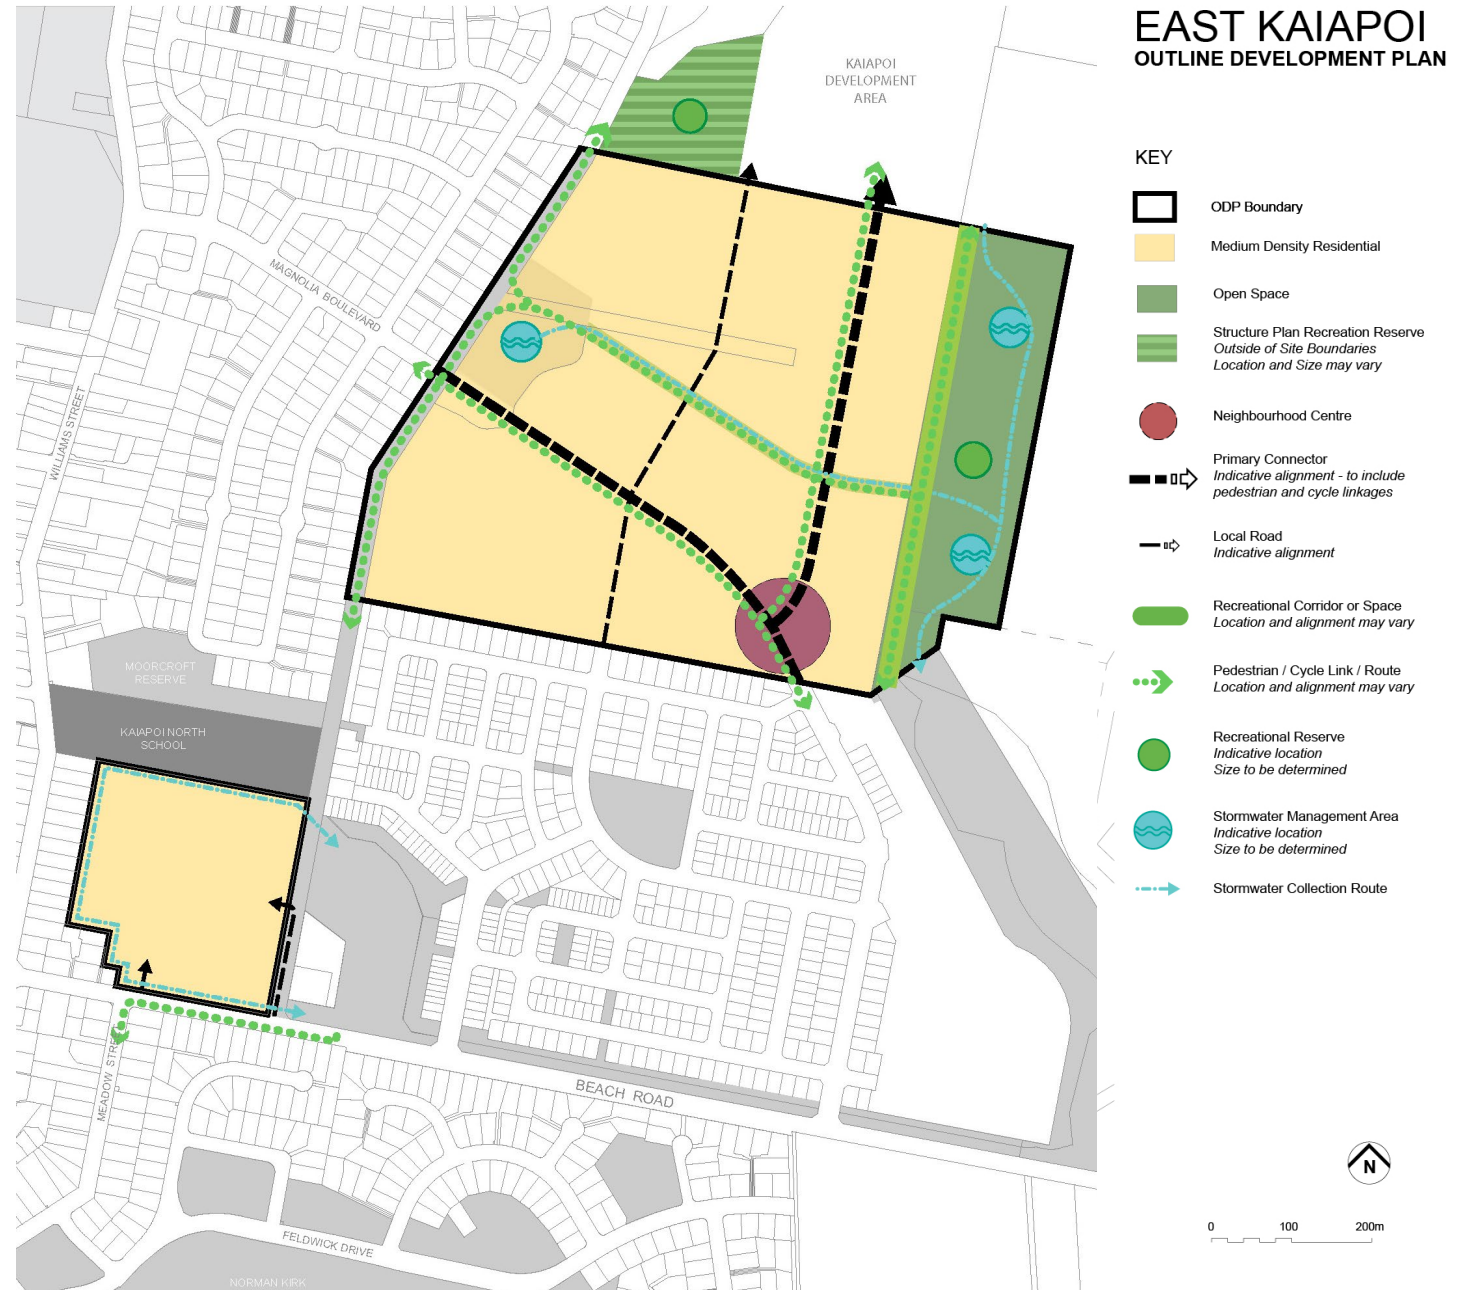 EAST KAIAPOI
OUTLINE DEVELOPMENT PLAN
KEY
ODP Boundary
Medium Density Residential
Open Space
Structure Plan Recreation Reserve
Outside of Site Boundaries
Location and Size may vary
Neighbourhood Centre
Primary Connector
Indicative alignment - to include
pedestrian and cycle linkages
Local Road
Indicative alignment
Recreational Corridor or Space
Location and alignment may vary
Pedestrian / Cycle Link / Route
Location and alignment may vary
Recreational Reserve
Indicative location
Size to be determined
Stormwater Management Area
Indicative location
Size to be determined
Stormwater Collection Route
N
0 100 200m
KAIAPOI
DEVELOPMENT
AREA
MAGNOLIA BOULEVARD
WILLIAMS STREET
MOORCROFT
RESERVE
KAIAPOI NORTH
SCHOOL
MEADOW STREET
BEACH ROAD
FELDWICK DRIVE
NORMAN KIRK